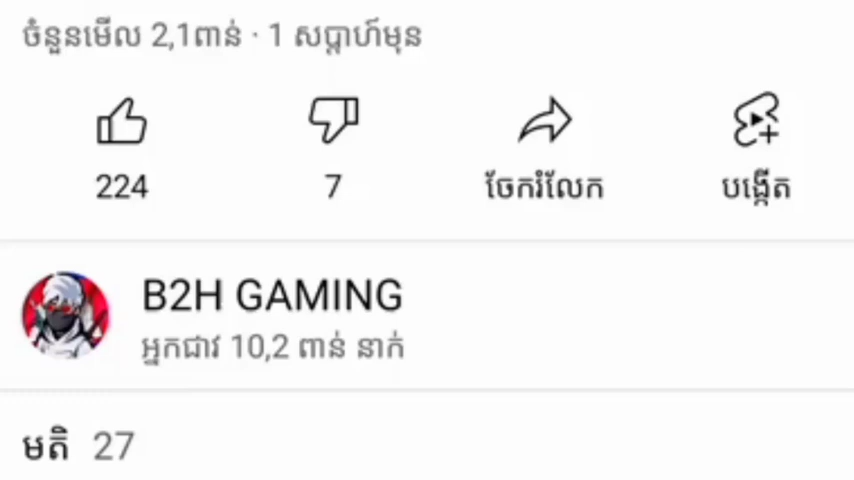 ចំនួនមើល 2,1ពាន់ · 1 សប្ដាហ៍មុន
224 7 ចែករំលែក បង្កើត
B2H GAMING
អ្នកជាវ 10,2 ពាន់ នាក់
មតិ 27